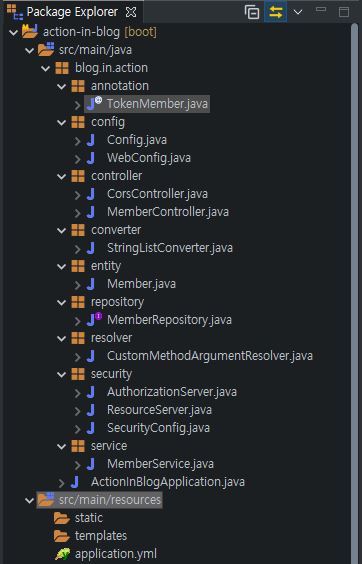 Package Explorer
action-in-blog [boot]
src/main/java
blog.in.action
annotation
TokenMember.java
config
Config.java
WebConfig.java
controller
CorsController.java
MemberController.java
converter
StringListConverter.java
entity
Member.java
repository
MemberRepository.java
resolver
CustomMethodArgumentResolver.java
security
AuthorizationServer.java
ResourceServer.java
SecurityConfig.java
service
MemberService.java
ActionInBlogApplication.java
src/main/resources
static
templates
application.yml